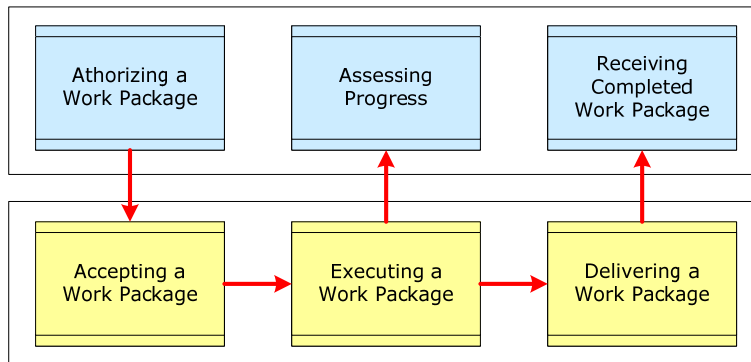 Athorizing a
Work Package
Assessing
Progress
Receiving
Completed
Work Package
Accepting a
Work Package
Executing a
Work Package
Delivering a
Work Package